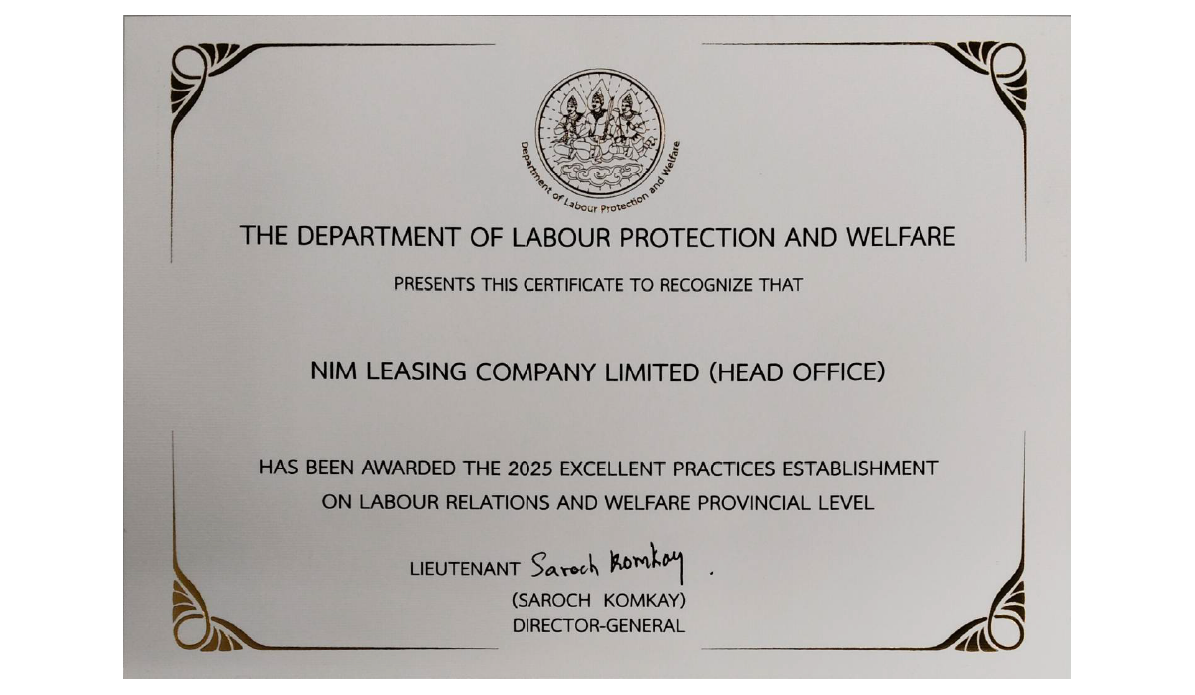 Department of Labour Protection and Welfare
THE DEPARTMENT OF LABOUR PROTECTION AND WELFARE
PRESENTS THIS CERTIFICATE TO RECOGNIZE THAT
NIM LEASING COMPANY LIMITED (HEAD OFFICE)
HAS BEEN AWARDED THE 2025 EXCELLENT PRACTICES ESTABLISHMENT
ON LABOUR RELATIONS AND WELFARE PROVINCIAL LEVEL
LIEUTENANT Saroch Komkay .
(SAROCH KOMKAY)
DIRECTOR-GENERAL